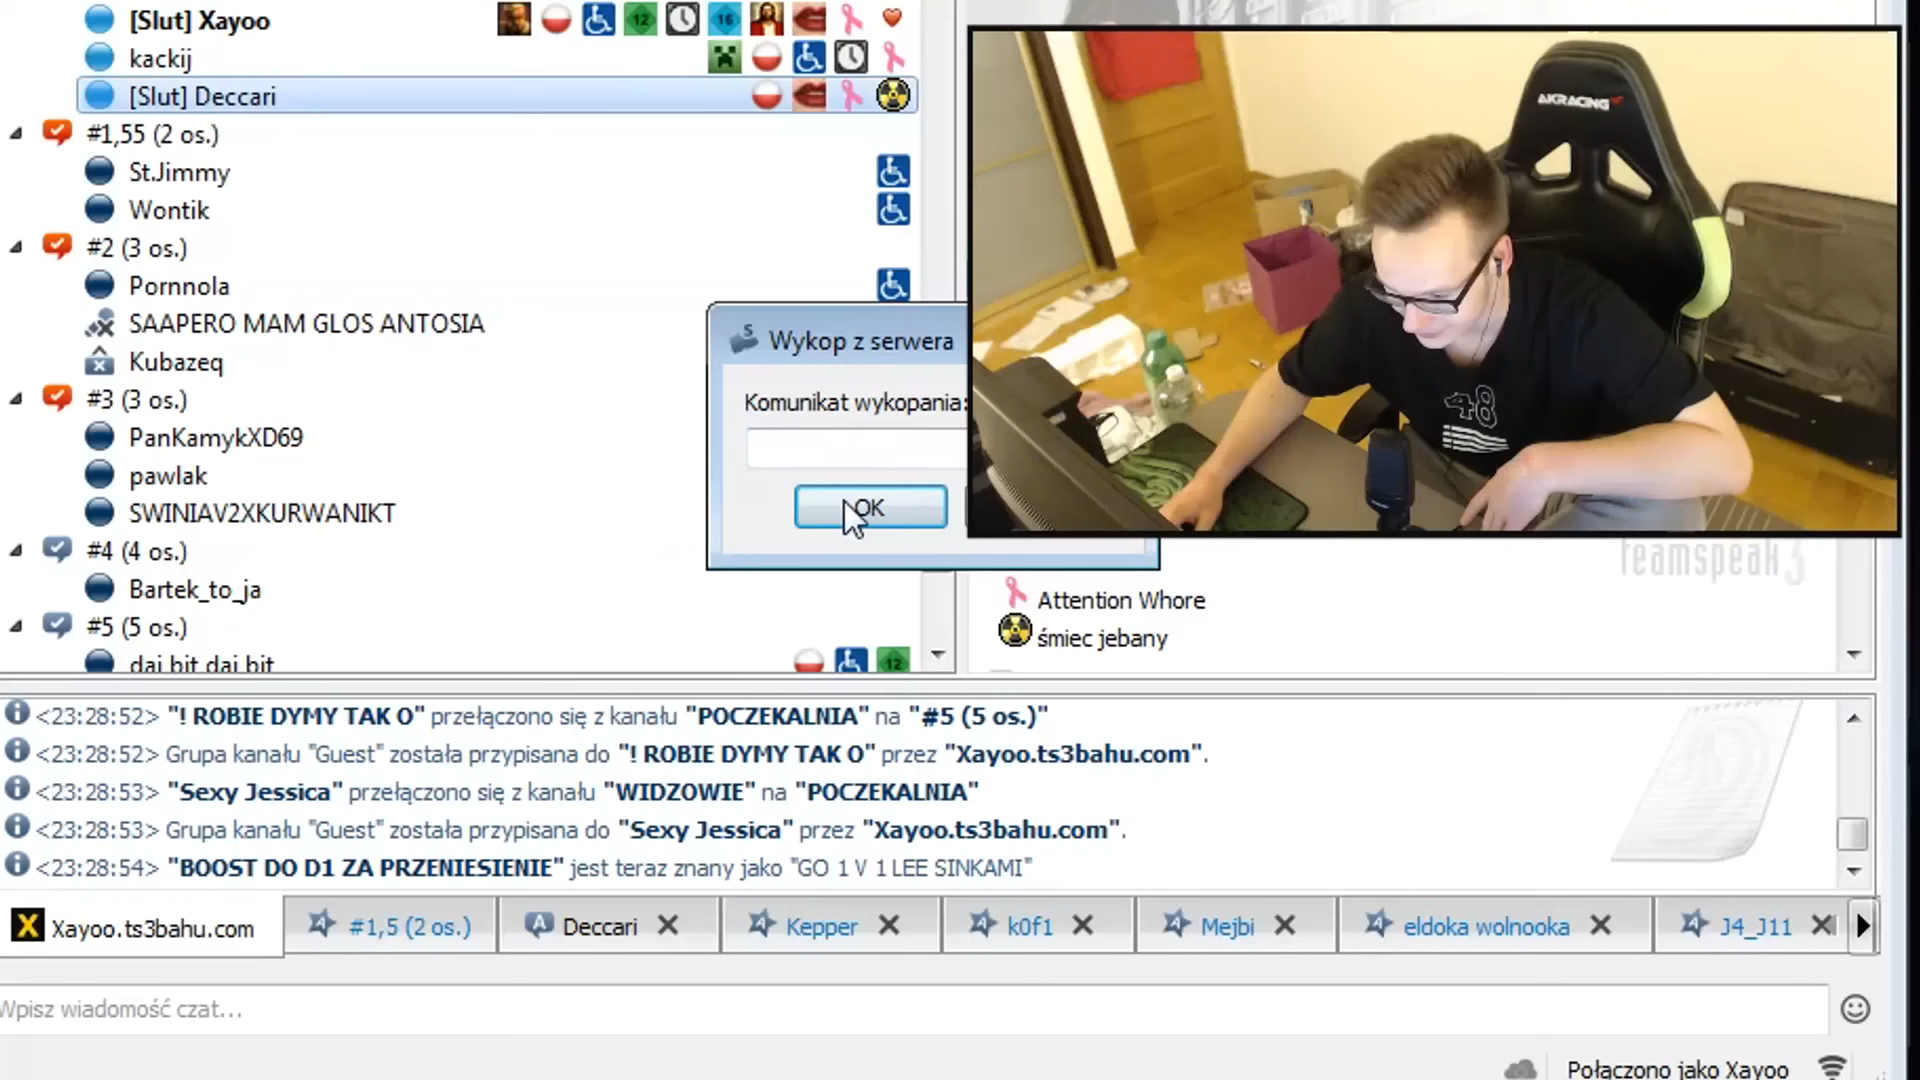 [Slut] Xayoo
12
16
kackij
[Slut] Deccari
#1,55 (2 os.)
St.Jimmy
Wontik
#2 (3 os.)
Pornnola
SAAPERO MAM GLOS ANTOSIA
Kubazeq
#3 (3 os.)
PanKamykXD69
pawlak
SWINIAV2XKURWANIKT
#4 (4 os.)
Bartek_to_ja
#5 (5 os.)
daj bit daj bit
12
Wykop z serwera
Komunikat wykopania:
OK
AKRACING
48
teamspeak 3
Attention Whore
śmiec jebany
<23:28:52> "! ROBIE DYMY TAK O" przełączono się z kanału "POCZEKALNIA" na "#5 (5 os.)"
<23:28:52> Grupa kanału "Guest" została przypisana do "! ROBIE DYMY TAK O" przez "Xayoo.ts3bahu.com".
<23:28:53> "Sexy Jessica" przełączono się z kanału "WIDZOWIE" na "POCZEKALNIA"
<23:28:53> Grupa kanału "Guest" została przypisana do "Sexy Jessica" przez "Xayoo.ts3bahu.com".
<23:28:54> "BOOST DO D1 ZA PRZENIESIENIE" jest teraz znany jako "GO 1 V 1 LEE SINKAMI"
X Xayoo.ts3bahu.com
#1,5 (2 os.)
Deccari
Kepper
k0f1
Mejbi
eldoka wolnooka
J4_J11
Wpisz wiadomość czat...
Połączono jako Xayoo